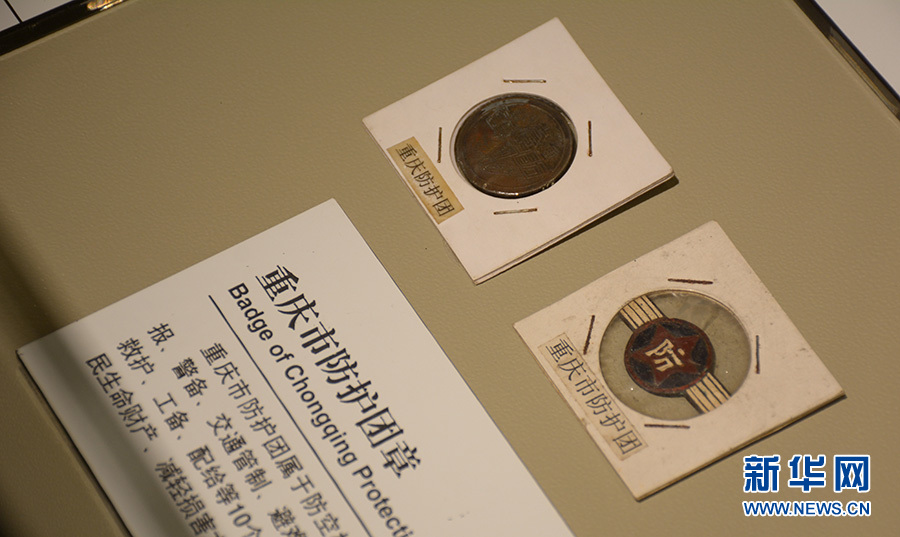 重庆防护团
重庆市防护团
防
重庆市防护团章
Badge of Chongqing Protecti
重庆市防护团属于防空
报、警备、交通管制、避难
救护、工备、配给等10个
民生命财产、减轻损害
新华网
WWW.NEWS.CN